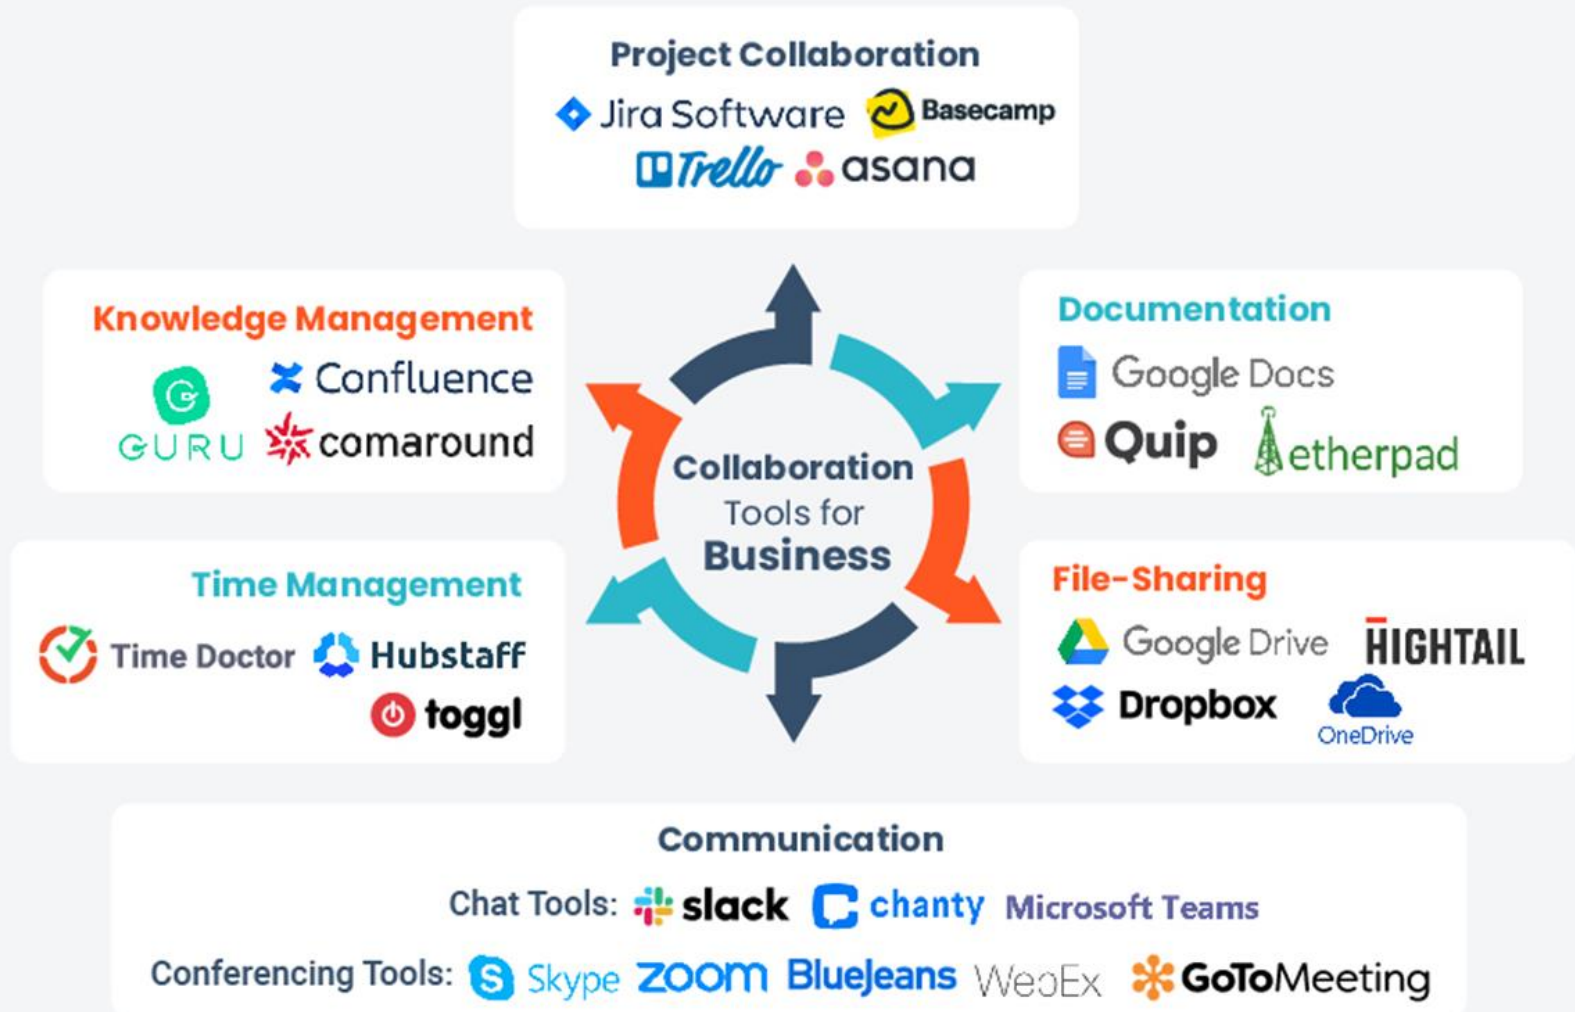 Project Collaboration
Jira Software Basecamp
Trello asana
Knowledge Management
Confluence
GURU comaround
Documentation
Google Docs
Quip etherpad
Collaboration
Tools for
Business
Time Management
Time Doctor Hubstaff
toggl
File-Sharing
Google Drive HIGHTAIL
Dropbox OneDrive
Communication
Chat Tools: slack chanty Microsoft Teams
Conferencing Tools: Skype zoom BlueJeans WebEx GoToMeeting